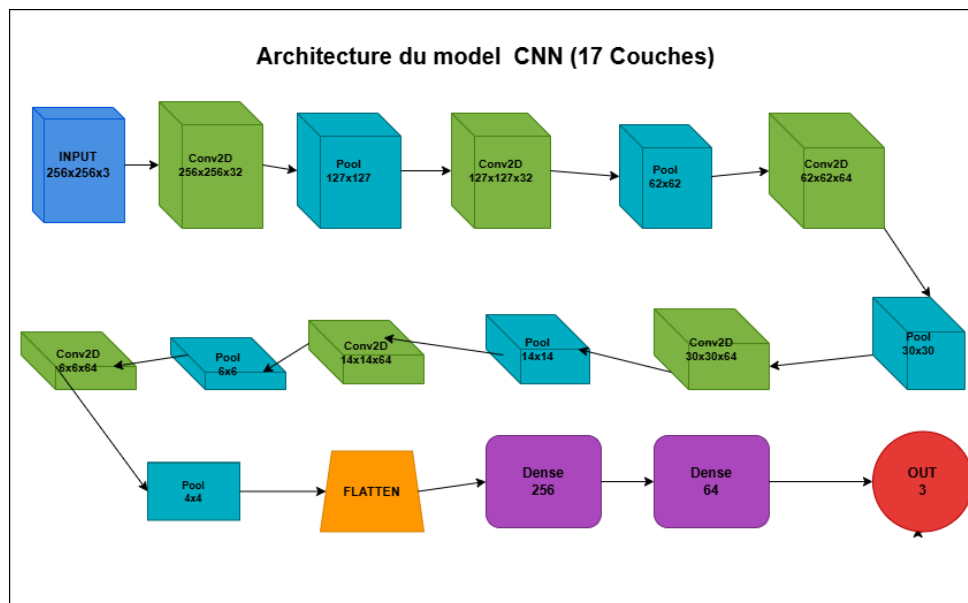 Architecture du model CNN (17 Couches)
INPUT
256x256x3
Conv2D
256x256x32
Pool
127x127
Conv2D
127x127x32
Pool
62x62
Conv2D
62x62x64
Pool
30x30
Conv2D
30x30x64
Pool
14x14
Conv2D
14x14x64
Pool
6x6
Conv2D
6x6x64
Pool
4x4
FLATTEN
Dense
256
Dense
64
OUT
3